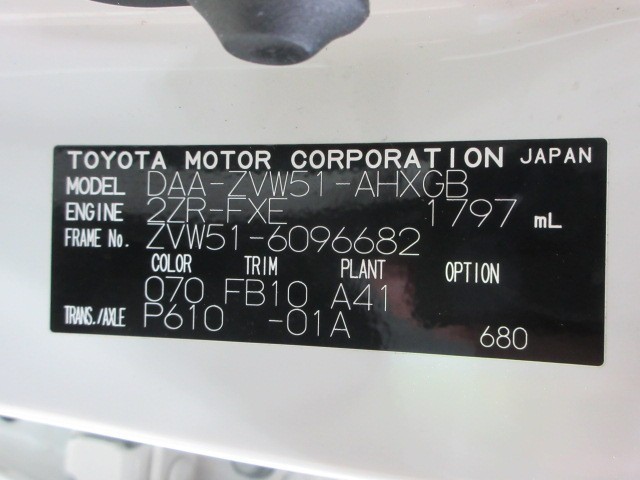 TOYOTA MOTOR CORPORATION JAPAN
MODEL DAA-ZVW51-AHXGB
ENGINE 2ZR-FXE 1797 mL
FRAME No. ZVW51-6096682
COLOR TRIM PLANT OPTION
070 FB10 A41
TRANS./AXLE P610 -01A
680